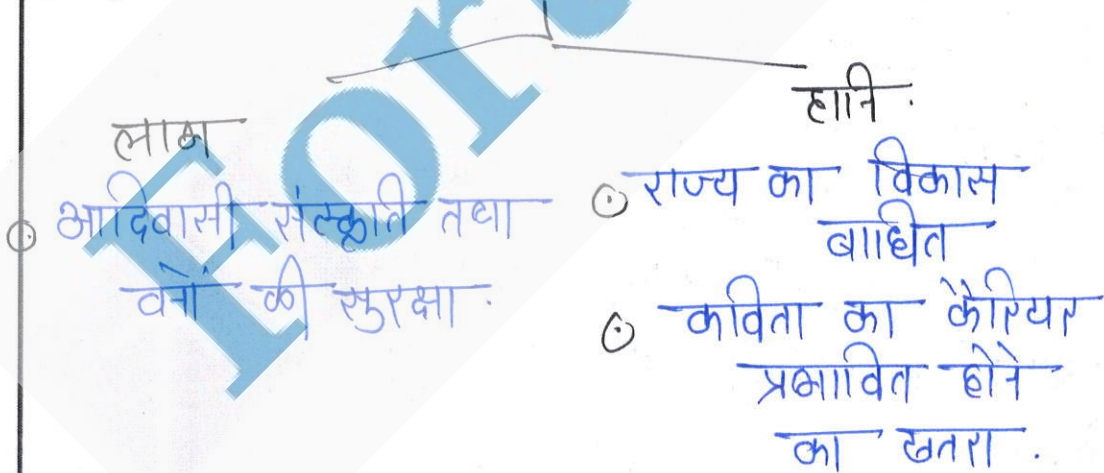 लाभ
आदिवासी संस्कृति तथा
वनों की सुरक्षा.
हानि.
राज्य का विकास
बाधित
कविता का कैरियर
प्रभावित होने
का खतरा.